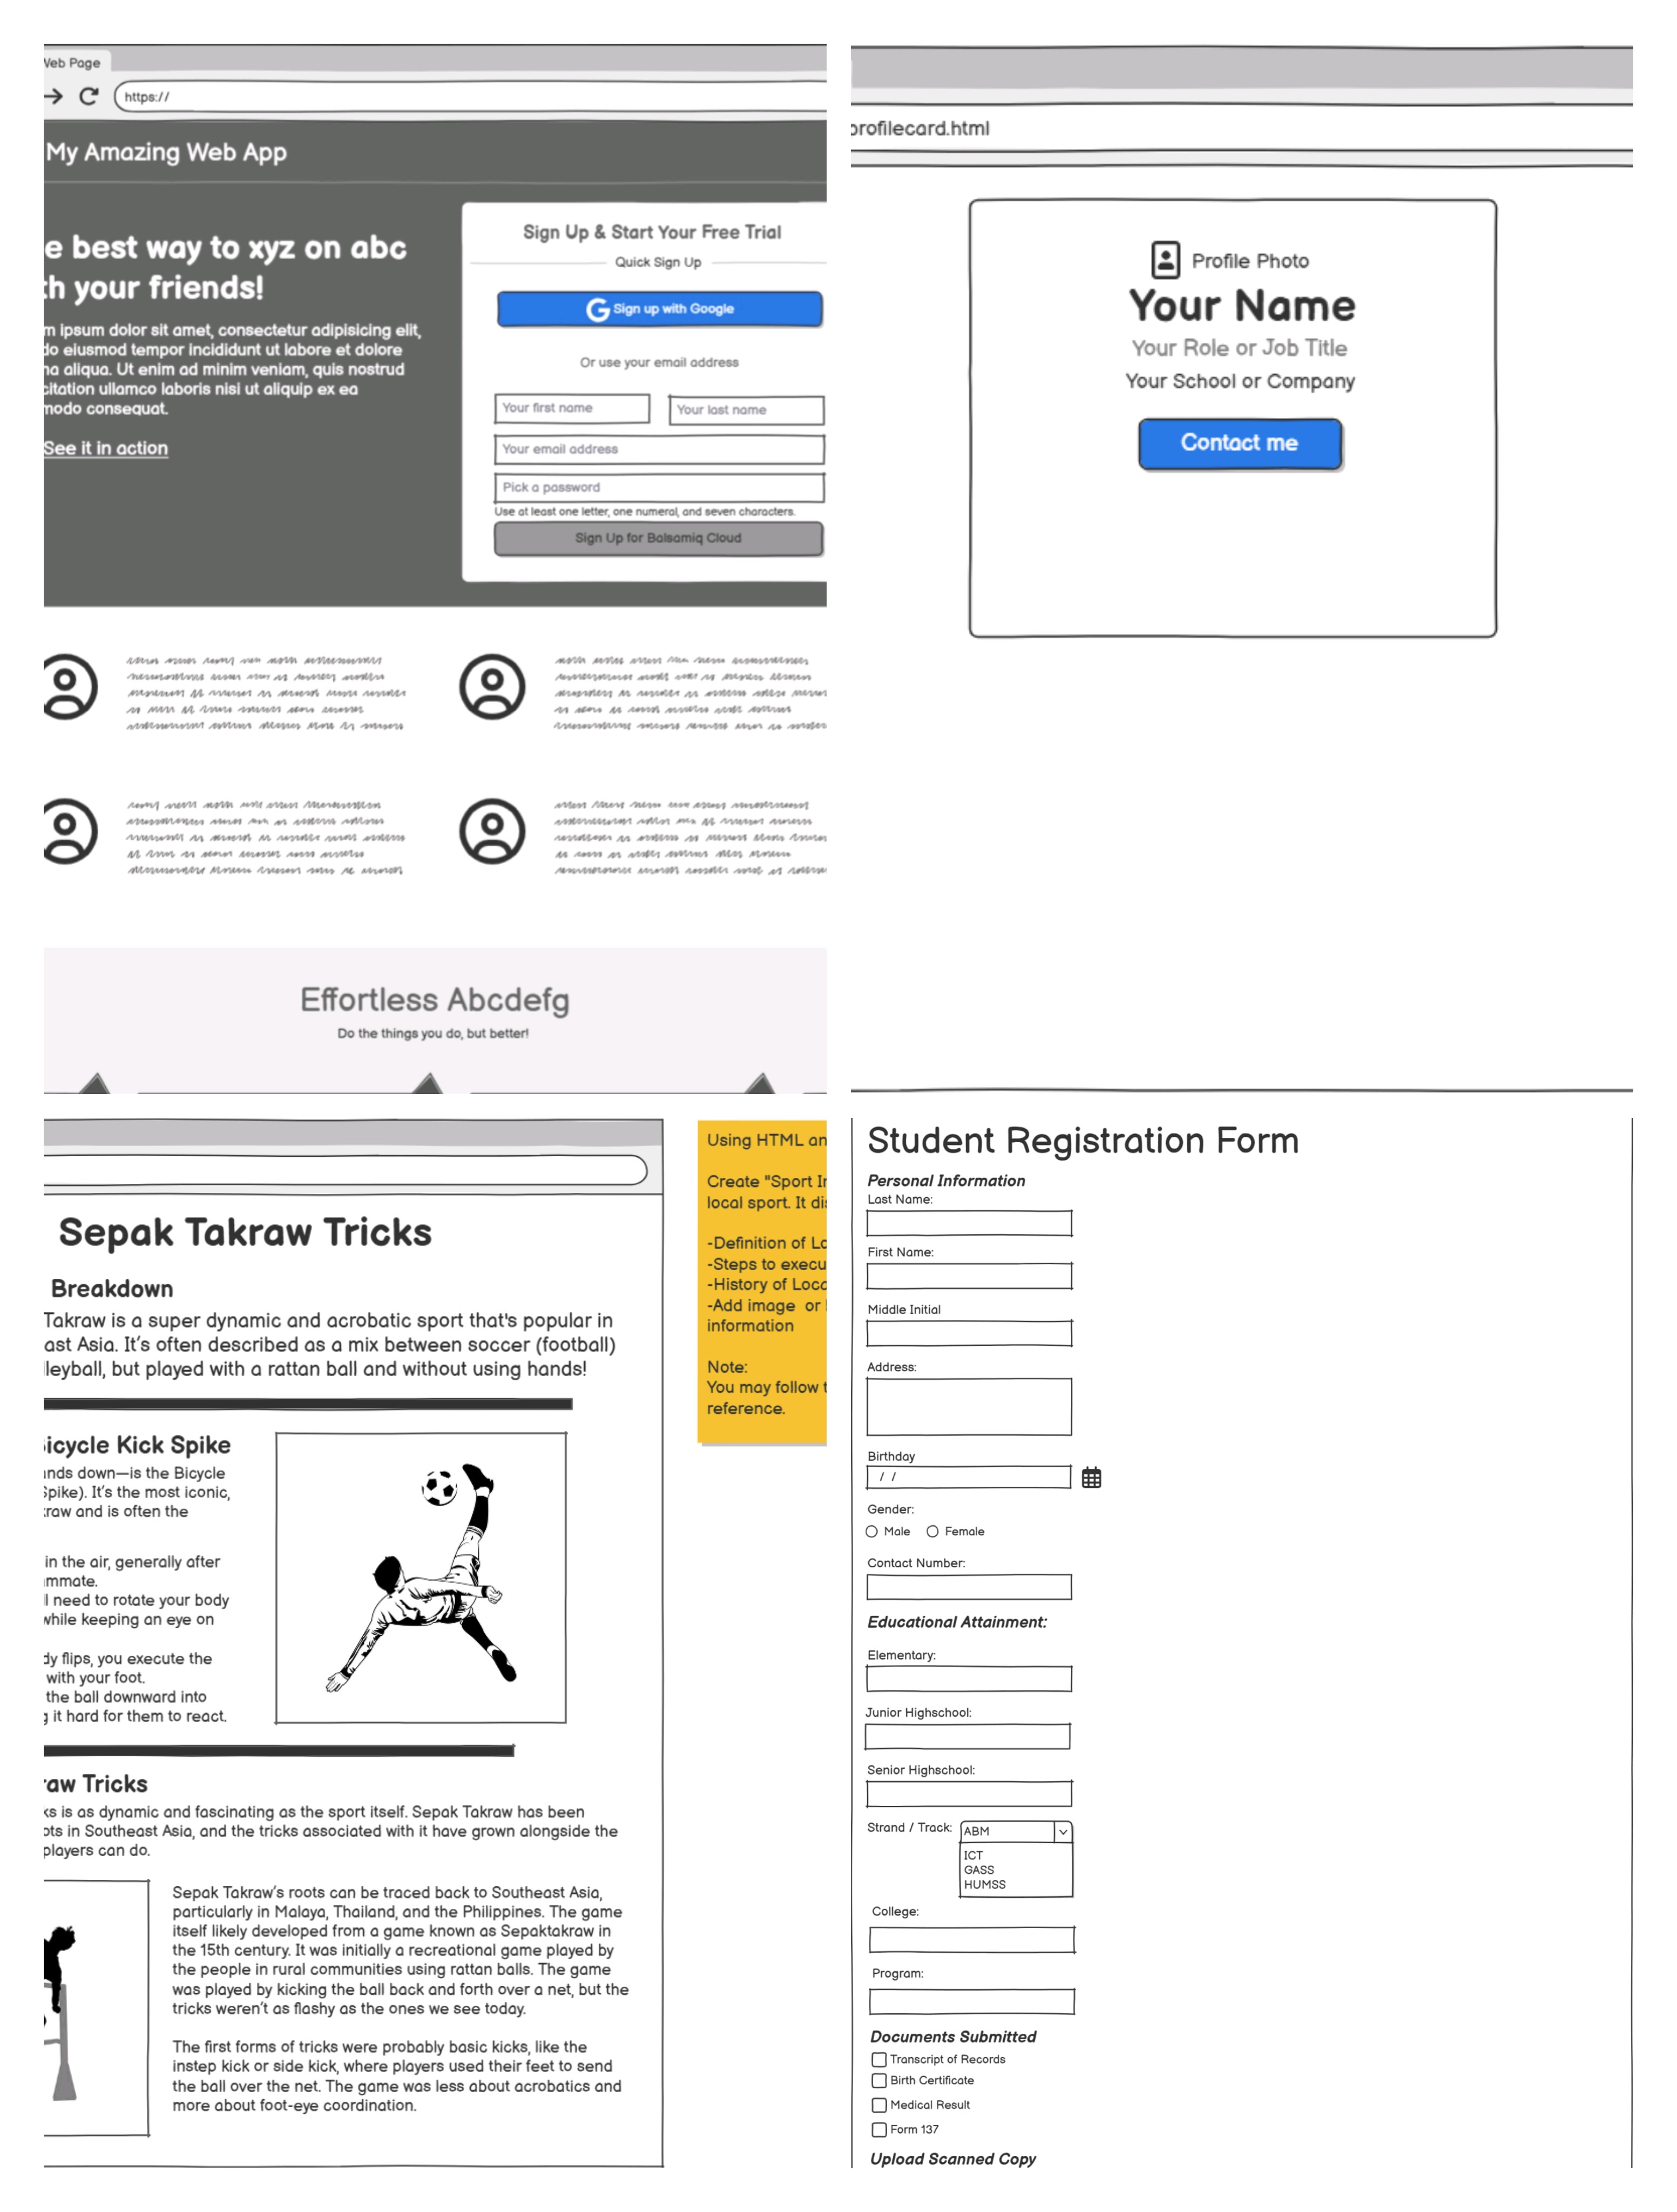 Web Page
https://
My Amazing Web App
e best way to xyz on abc
th your friends!
m ipsum dolor sit amet, consectetur adipisicing elit,
do eiusmod tempor incididunt ut labore et dolore
na aliqua. Ut enim ad minim veniam, quis nostrud
citation ullamco laboris nisi ut aliquip ex ea
modo consequat.
See it in action
Sign Up & Start Your Free Trial
Quick Sign Up
Sign up with Google
Or use your email address
Your first name
Your last name
Your email address
Pick a password
Use at least one letter, one numeral, and seven characters.
Sign Up for Balsamiq Cloud
Effortless Abcdefg
Do the things you do, but better!
profilecard.html
Profile Photo
Your Name
Your Role or Job Title
Your School or Company
Contact me
Sepak Takraw Tricks
Breakdown
Takraw is a super dynamic and acrobatic sport that's popular in
ast Asia. It's often described as a mix between soccer (football)
lleyball, but played with a rattan ball and without using hands!
Bicycle Kick Spike
ands down—is the Bicycle
Spike). It's the most iconic,
kraw and is often the
in the air, generally after
mmate.
l need to rotate your body
while keeping an eye on
dy flips, you execute the
with your foot.
the ball downward into
g it hard for them to react.
raw Tricks
ks is as dynamic and fascinating as the sport itself. Sepak Takraw has been
ots in Southeast Asia, and the tricks associated with it have grown alongside the
players can do.
Sepak Takraw's roots can be traced back to Southeast Asia,
particularly in Malaya, Thailand, and the Philippines. The game
itself likely developed from a game known as Sepaktakraw in
the 15th century. It was initially a recreational game played by
the people in rural communities using rattan balls. The game
was played by kicking the ball back and forth over a net, but the
tricks weren't as flashy as the ones we see today.
The first forms of tricks were probably basic kicks, like the
instep kick or side kick, where players used their feet to send
the ball over the net. The game was less about acrobatics and
more about foot-eye coordination.
Using HTML an
Create "Sport In
local sport. It di
-Definition of Lo
-Steps to execu
-History of Loca
-Add image or
information
Note:
You may follow t
reference.
Student Registration Form
Personal Information
Last Name:
First Name:
Middle Initial
Address:
Birthday
/ /
Gender:
Male Female
Contact Number:
Educational Attainment:
Elementary:
Junior Highschool:
Senior Highschool:
Strand / Track: ABM
ICT
GASS
HUMSS
College:
Program:
Documents Submitted
Transcript of Records
Birth Certificate
Medical Result
Form 137
Upload Scanned Copy